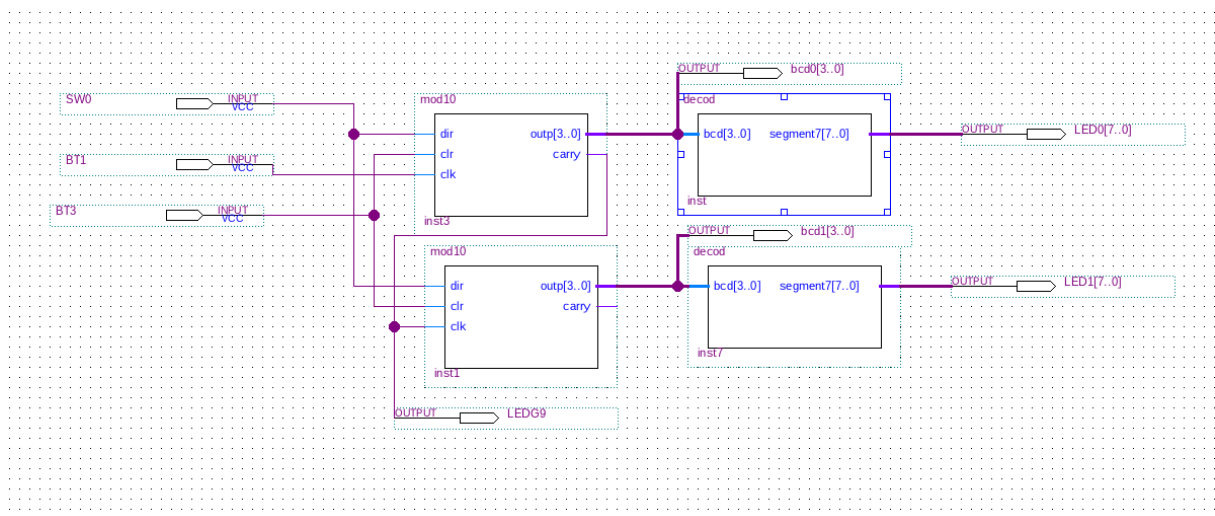 OUTPUT bcd0[3..0]
SW0 INPUT VCC
mod10
decod
dir outp[3..0]
bcd[3..0] segment7[7..0]
OUTPUT LED0[7..0]
BT1 INPUT VCC
clr carry
clk
inst
BT3 INPUT VCC
inst3
OUTPUT bcd1[3..0]
mod10
decod
dir outp[3..0]
bcd[3..0] segment7[7..0]
OUTPUT LED1[7..0]
clr carry
clk
inst7
inst1
OUTPUT LEDG9